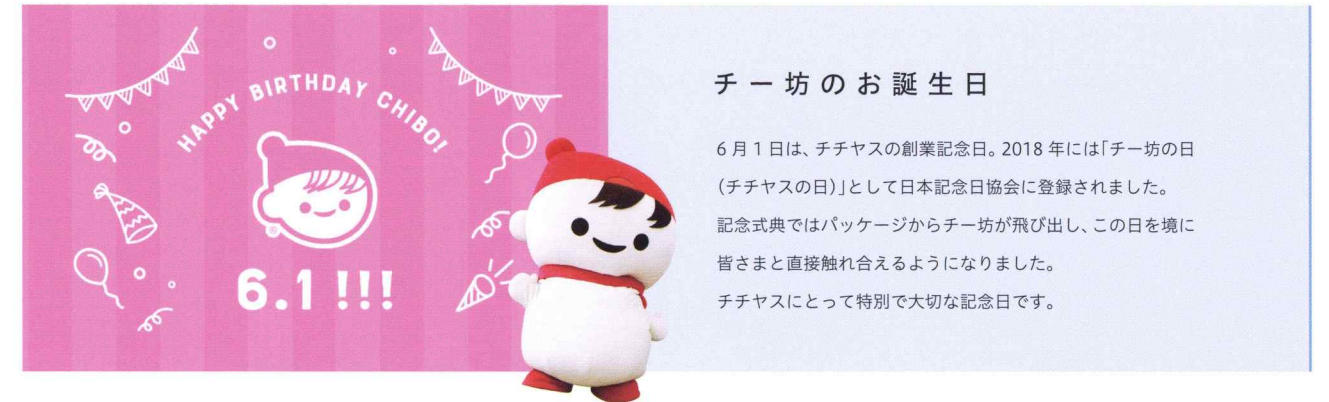 HAPPY BIRTHDAY CHIBO!
®
6.1 !!!
チー坊のお誕生日
6月1日は、チチヤスの創業記念日。2018 年には「チー坊の日
(チチヤスの日)」として日本記念日協会に登録されました。
記念式典ではパッケージからチー坊が飛び出し、この日を境に
皆さまと直接触れ合えるようになりました。
チチヤスにとって特別で大切な記念日です。